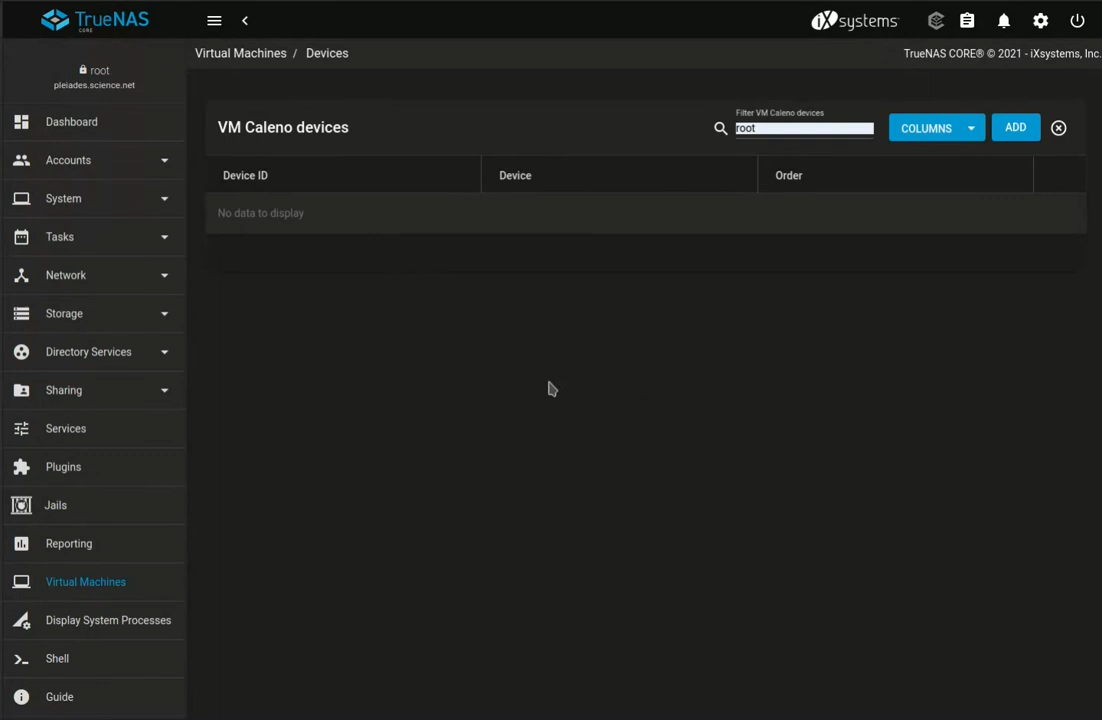 TrueNAS
CORE
iXsystems
root
pleiades.science.net
Virtual Machines / Devices
TrueNAS CORE® © 2021 - iXsystems, Inc.
Dashboard
Accounts
System
Tasks
Network
Storage
Directory Services
Sharing
Services
Plugins
Jails
Reporting
Virtual Machines
Display System Processes
Shell
Guide
VM Caleno devices
Filter VM Caleno devices
root
COLUMNS
ADD
Device ID Device Order
No data to display